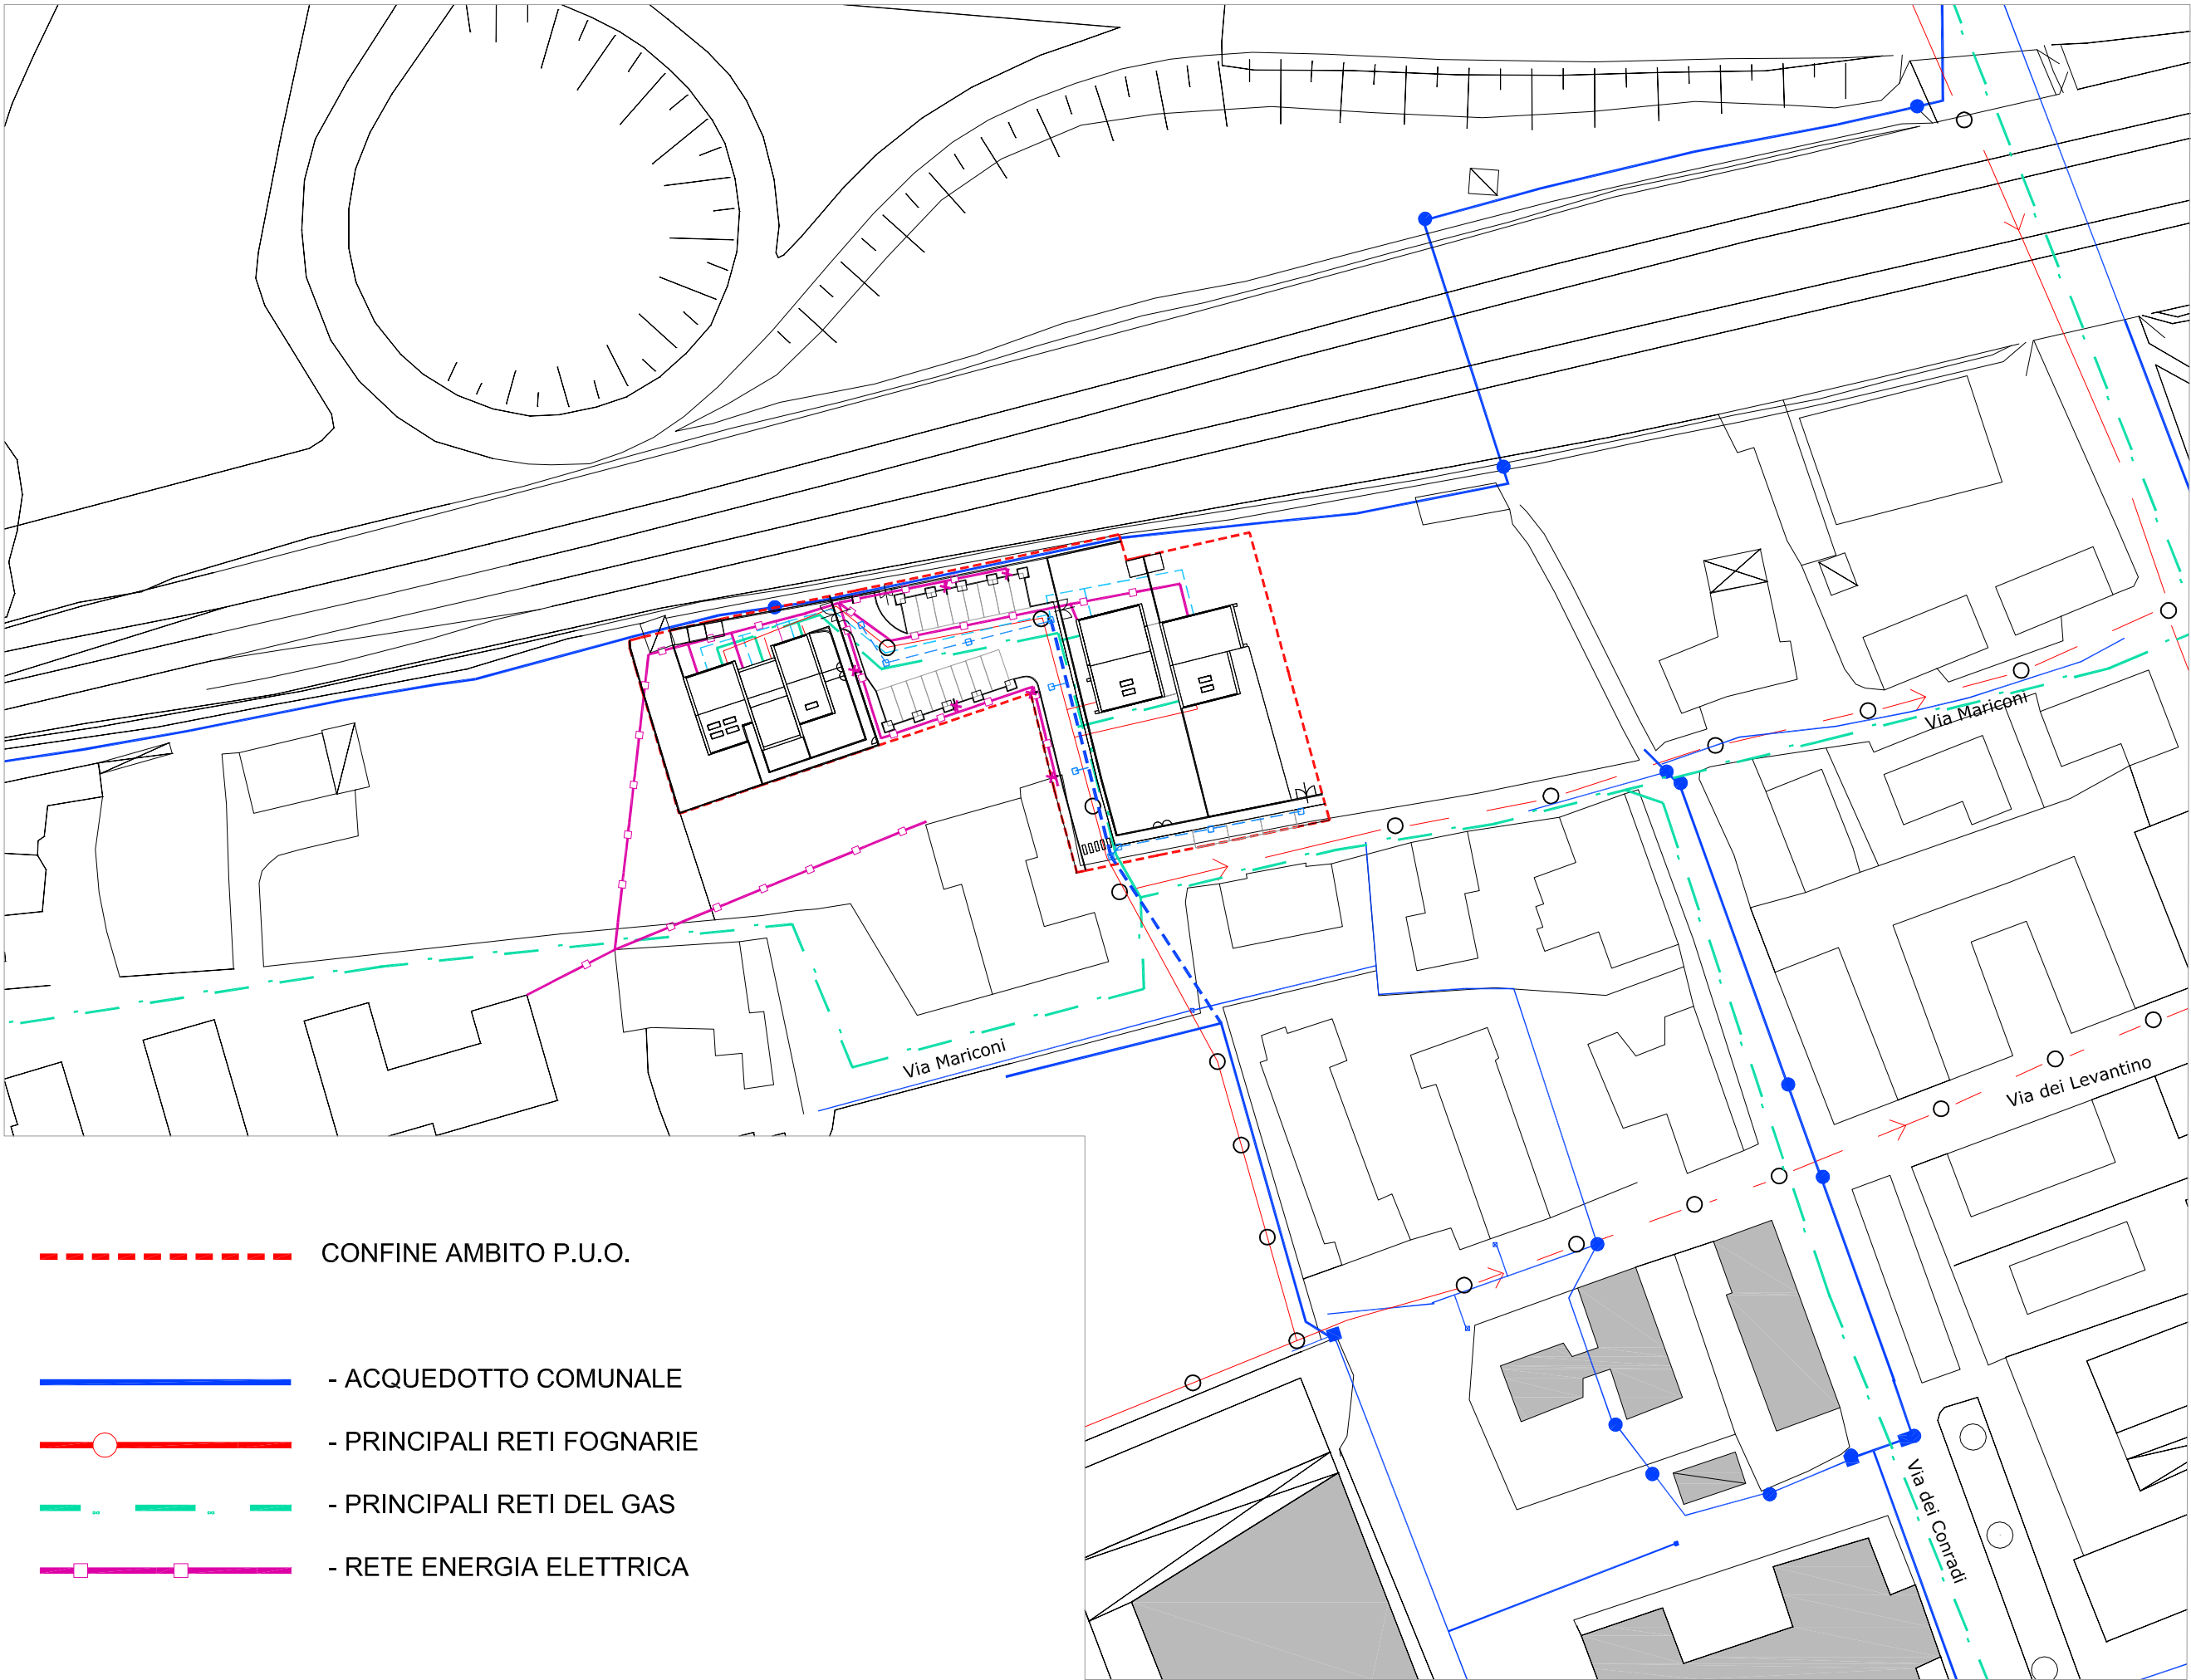 Via Mariconi
Via Mariconi
Via dei Levantino
Via dei Conradi
CONFINE AMBITO P.U.O.
- ACQUEDOTTO COMUNALE
- PRINCIPALI RETI FOGNARIE
- PRINCIPALI RETI DEL GAS
- RETE ENERGIA ELETTRICA